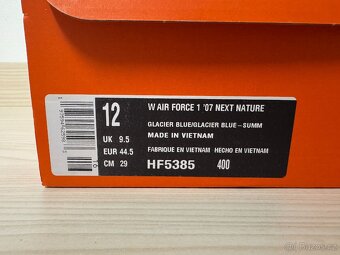 12
W AIR FORCE 1 '07 NEXT NATURE
GLACIER BLUE/GLACIER BLUE-SUMM
UK 9.5
MADE IN VIETNAM
EUR 44.5
FABRIQUÉ EN VIETNAM HECHO EN VIETNAM
CM 29
HF5385 400